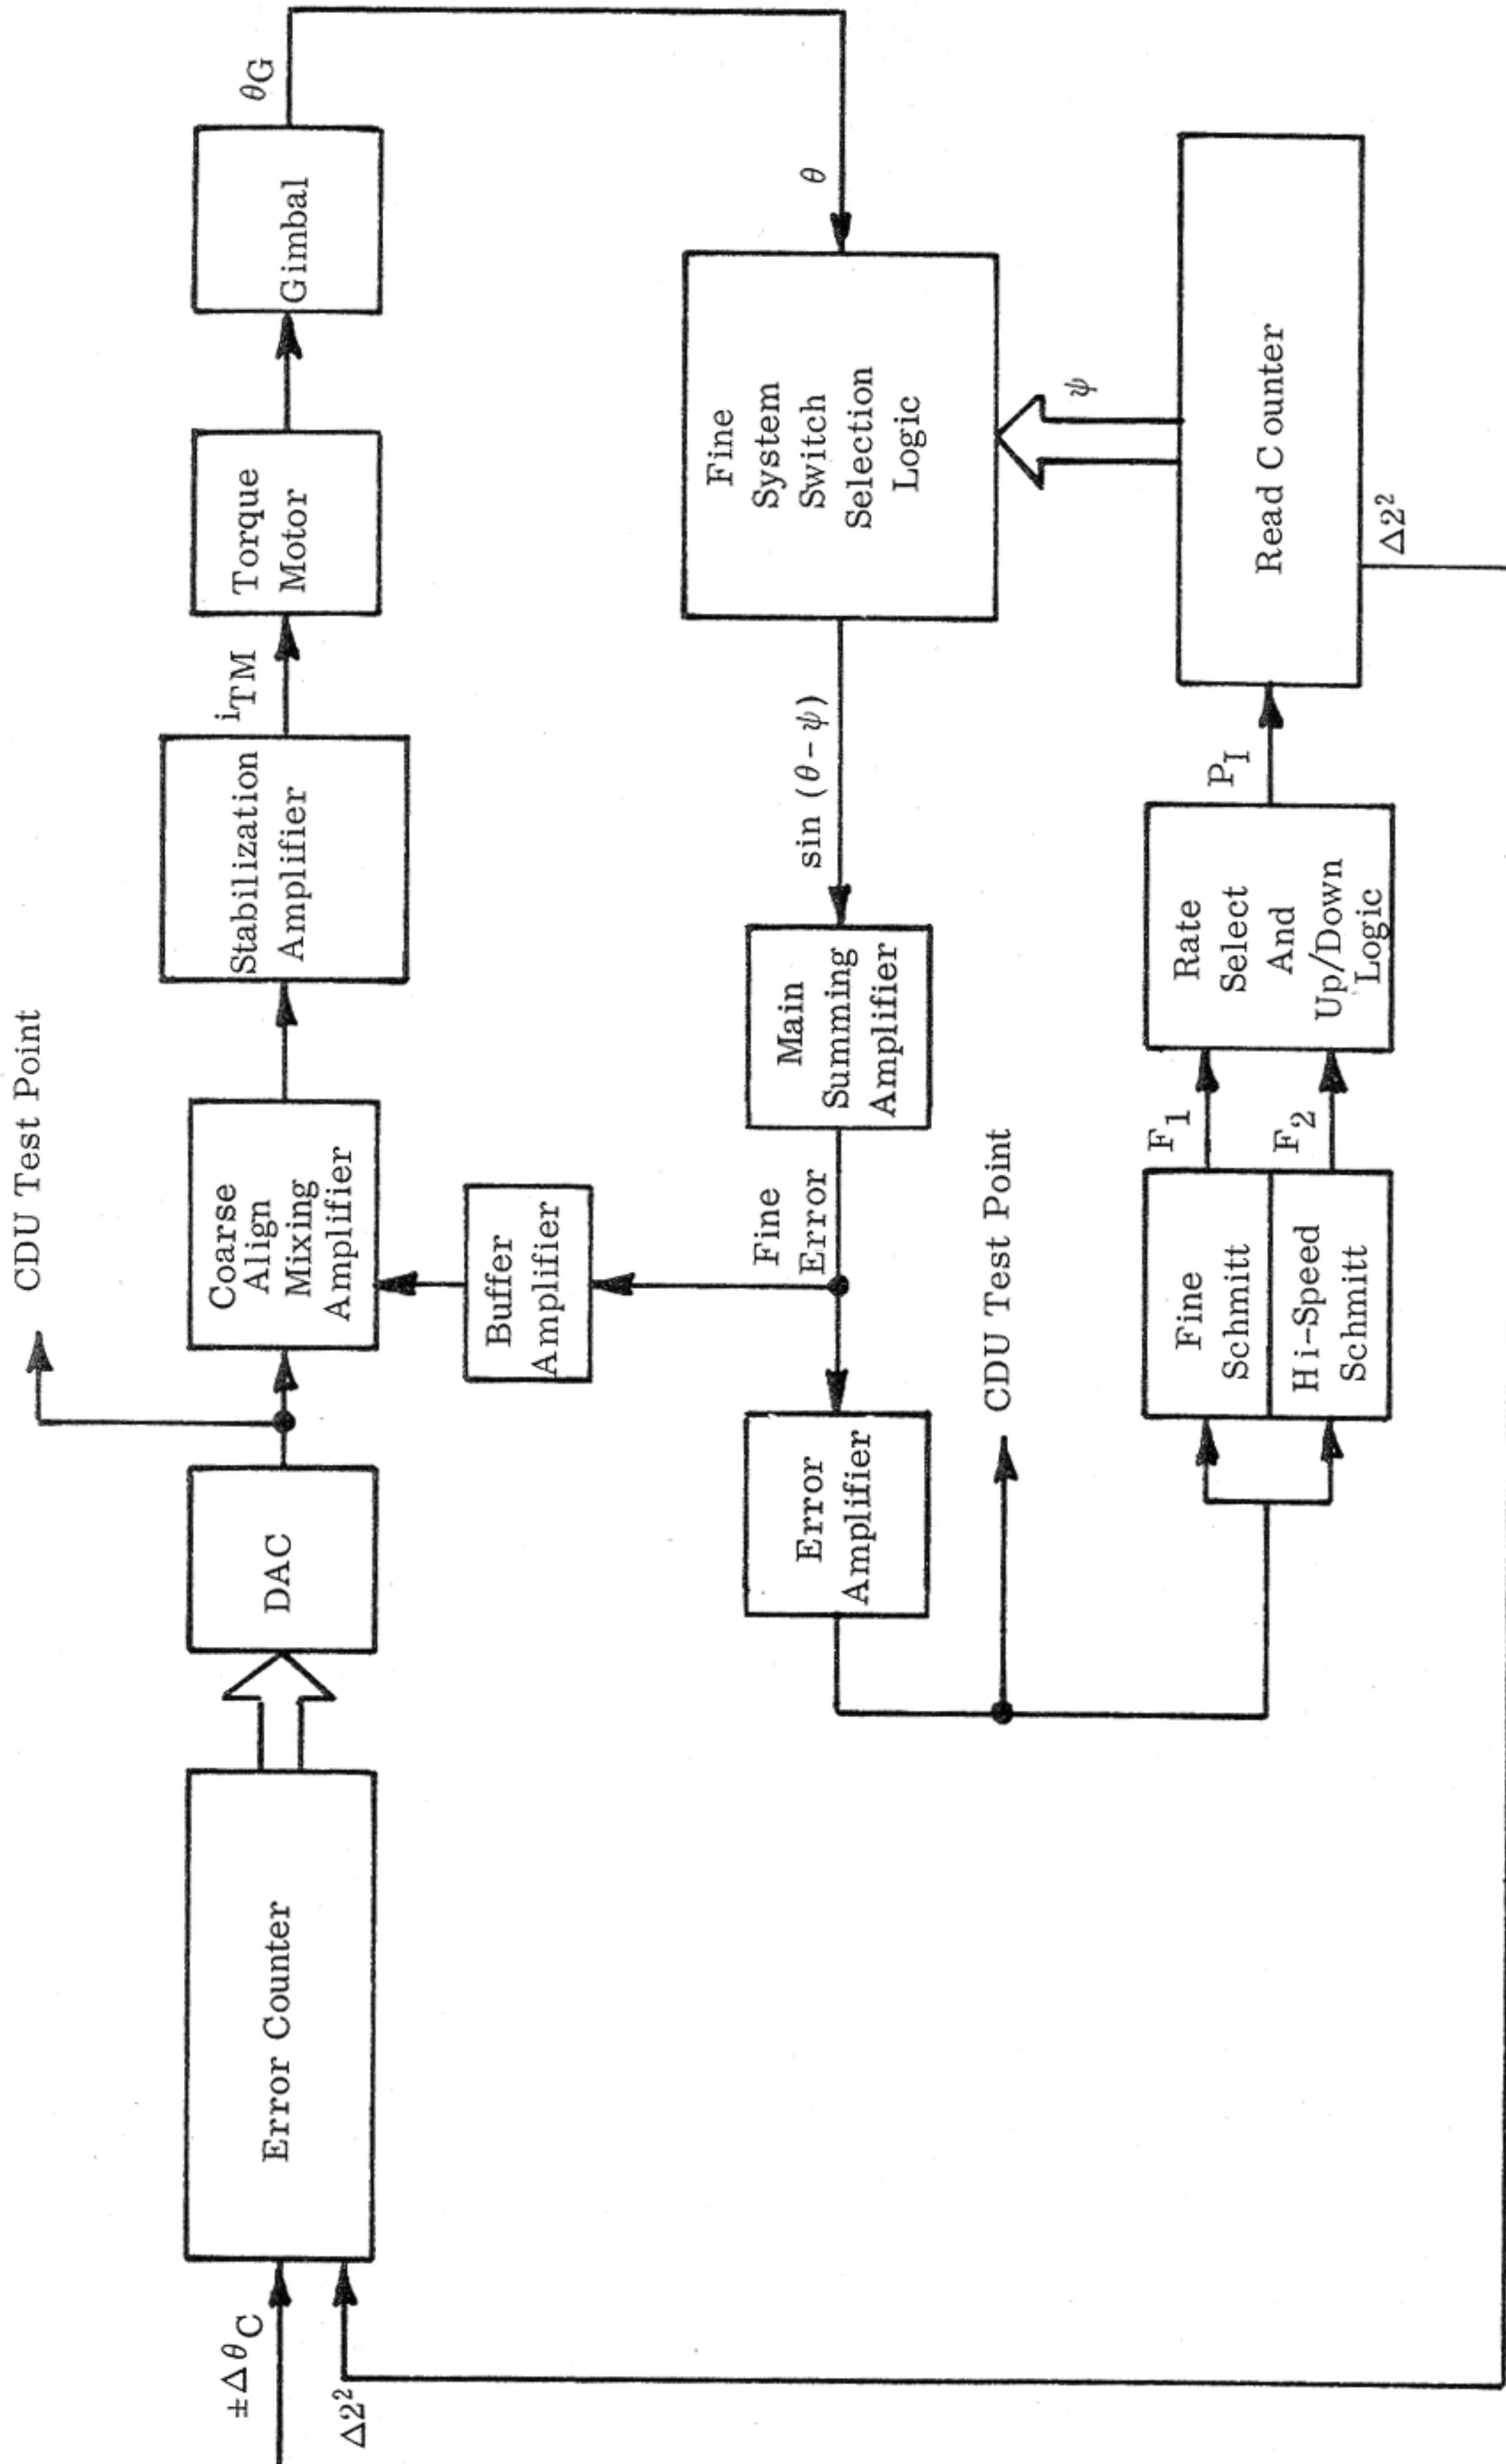 CDU Test Point
±ΔθC
Δ2²
Error Counter
DAC
Coarse
Align
Mixing
Amplifier
Stabilization
Amplifier
iTM
Torque
Motor
Gimbal
θG
Buffer
Amplifier
Fine
Error
Error
Amplifier
Main
Summing
Amplifier
sin (θ-ψ)
Fine
System
Switch
Selection
Logic
θ
CDU Test Point
Fine
Schmitt
Hi-Speed
Schmitt
F1
F2
Rate
Select
And
Up/Down
Logic
PI
Read Counter
ψ
Δ2²